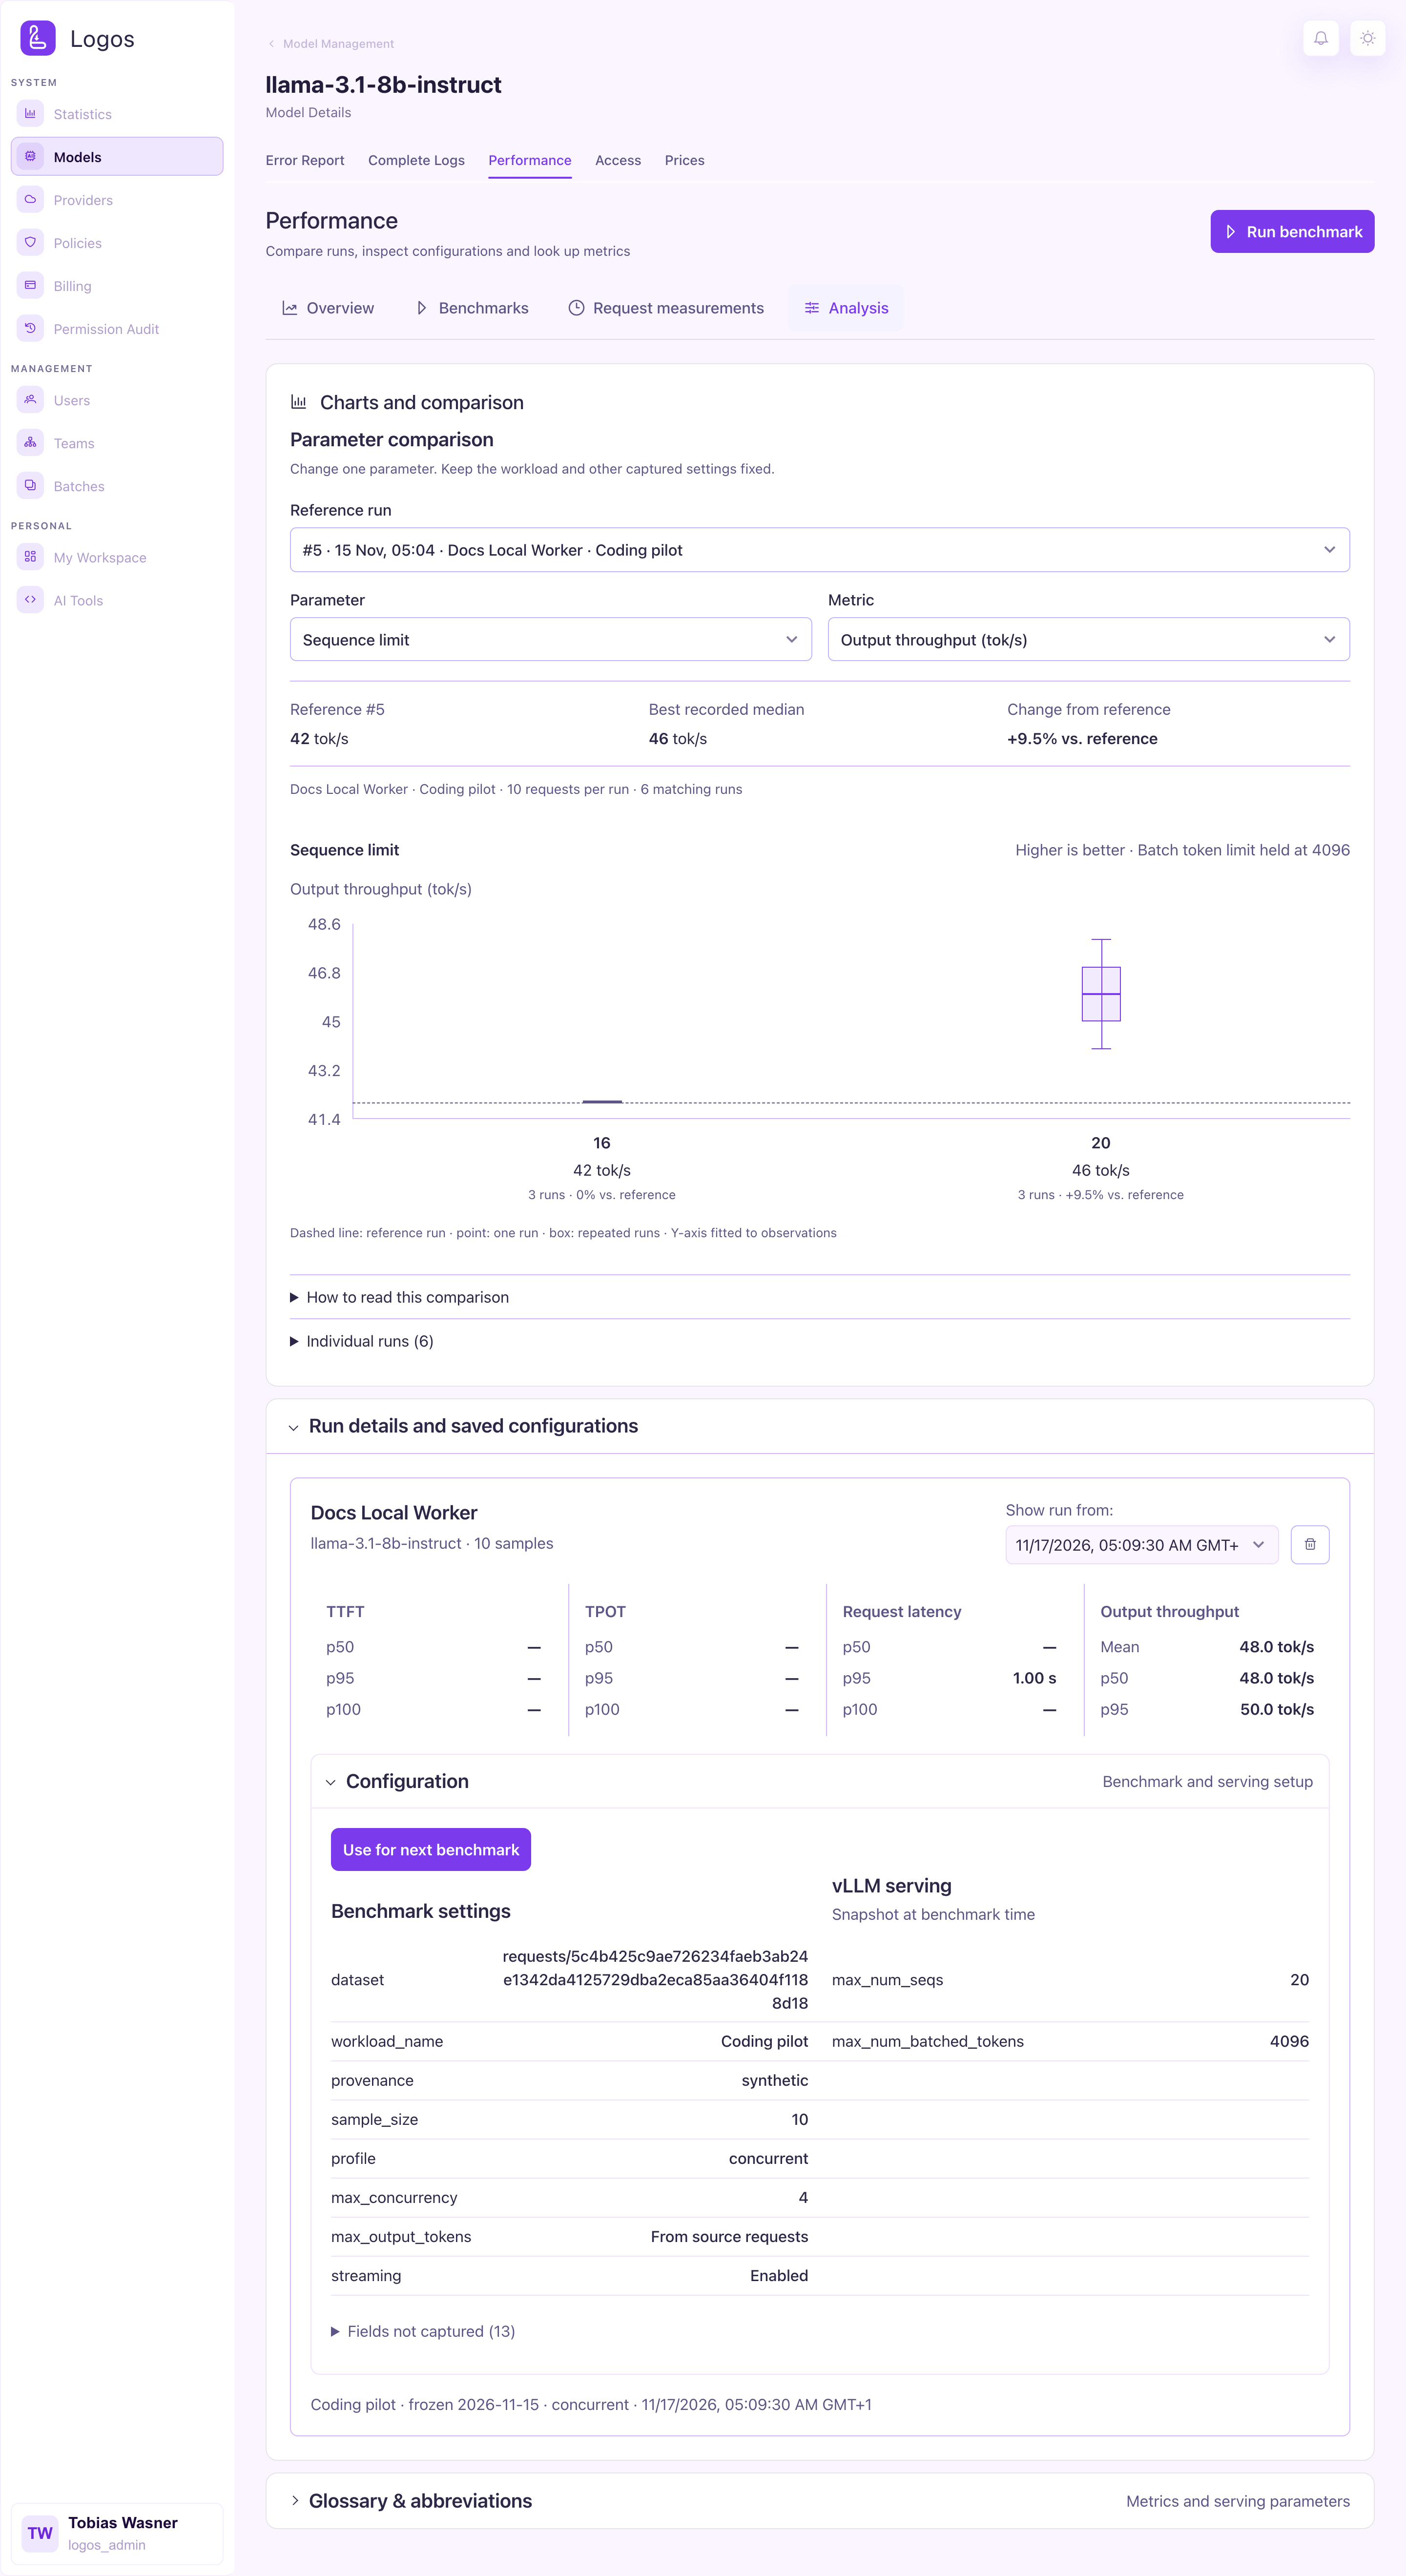 Logos
SYSTEM
Statistics
Models
Providers
Policies
Billing
Permission Audit
MANAGEMENT
Users
Teams
Batches
PERSONAL
My Workspace
AI Tools
TW
Tobias Wasner
logos_admin
Model Management
llama-3.1-8b-instruct
Model Details
Error Report Complete Logs Performance Access Prices
Performance
Compare runs, inspect configurations and look up metrics
Run benchmark
Overview Benchmarks Request measurements Analysis
Charts and comparison
Parameter comparison
Change one parameter. Keep the workload and other captured settings fixed.
Reference run
#5 · 15 Nov, 05:04 · Docs Local Worker · Coding pilot
Parameter Metric
Sequence limit Output throughput (tok/s)
Reference #5 Best recorded median Change from reference
42 tok/s 46 tok/s +9.5% vs. reference
Docs Local Worker · Coding pilot · 10 requests per run · 6 matching runs
Sequence limit Higher is better · Batch token limit held at 4096
Output throughput (tok/s)
48.6
46.8
45
43.2
41.4
16 20
42 tok/s 46 tok/s
3 runs · 0% vs. reference 3 runs · +9.5% vs. reference
Dashed line: reference run · point: one run · box: repeated runs · Y-axis fitted to observations
How to read this comparison
Individual runs (6)
Run details and saved configurations
Docs Local Worker Show run from:
llama-3.1-8b-instruct · 10 samples 11/17/2026, 05:09:30 AM GMT+
TTFT TPOT Request latency Output throughput
p50 — p50 — p50 — Mean 48.0 tok/s
p95 — p95 — p95 1.00 s p50 48.0 tok/s
p100 — p100 — p100 — p95 50.0 tok/s
Configuration Benchmark and serving setup
Use for next benchmark
Benchmark settings
vLLM serving
Snapshot at benchmark time
dataset requests/5c4b425c9ae726234faeb3ab24
e1342da4125729dba2eca85aa36404f118
8d18
max_num_seqs 20
workload_name Coding pilot max_num_batched_tokens 4096
provenance synthetic
sample_size 10
profile concurrent
max_concurrency 4
max_output_tokens From source requests
streaming Enabled
Fields not captured (13)
Coding pilot · frozen 2026-11-15 · concurrent · 11/17/2026, 05:09:30 AM GMT+1
Glossary & abbreviations Metrics and serving parameters